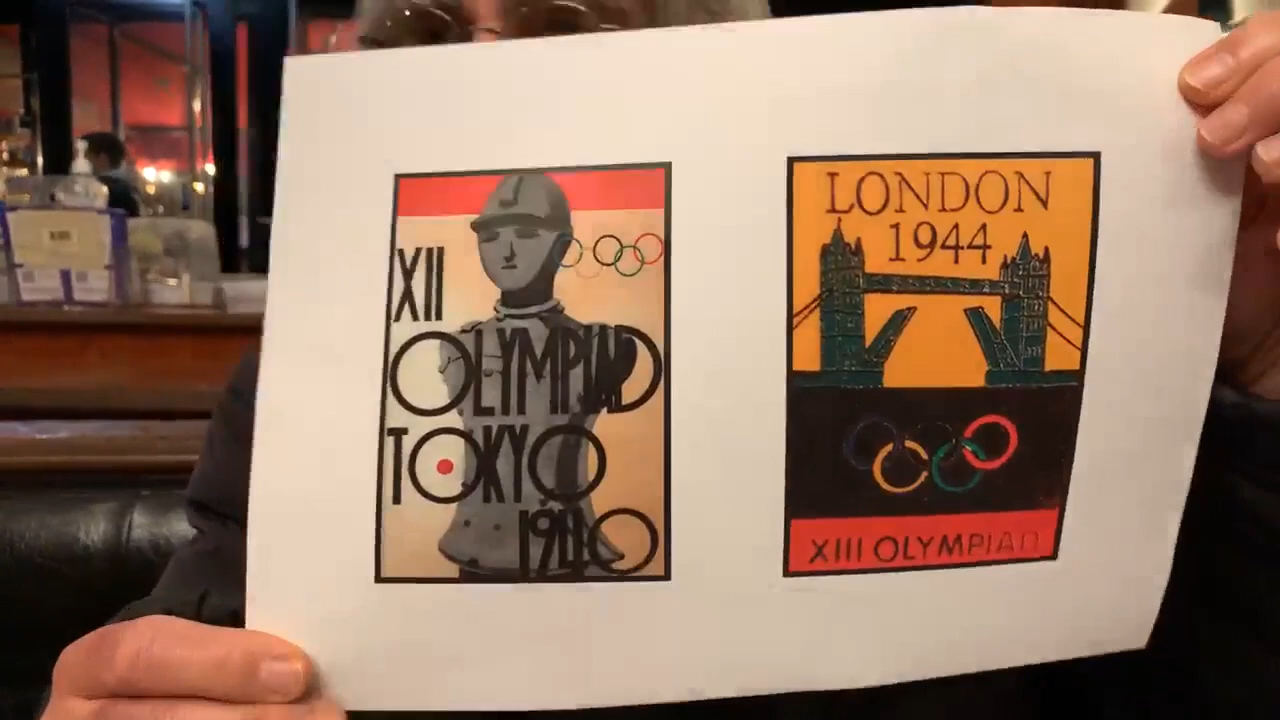 XII
OLYMPIAD
TOKYO
1940
LONDON
1944
XIII OLYMPIAD